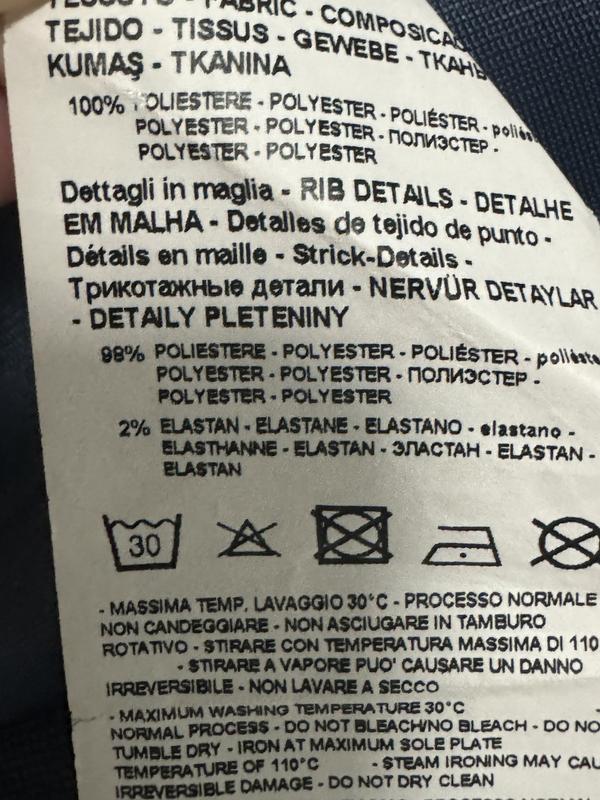 FABRIC - COMPOSICA
TEJIDO - TISSUS - GEWEBE - ТКАНЬ
KUMAŞ - TKANINA
100% POLIESTERE - POLYESTER - POLIÉSTER - poliés
POLYESTER - POLYESTER - ПОЛИЭСТЕР -
POLYESTER - POLYESTER
Dettagli in maglia - RIB DETAILS - DETALHE
EM MALHA - Detalles de tejido de punto -
Détails en maille - Strick-Details -
Трикотажные детали - NERVÜR DETAYLAR
- DETAILY PLETENINY
98% POLIESTERE - POLYESTER - POLIÉSTER - poliéste
POLYESTER - POLYESTER - ПОЛИЭСТЕР -
POLYESTER - POLYESTER
2% ELASTAN - ELASTANE - ELASTANO - elastano -
ELASTHANNE - ELASTAN - ЭЛАСТАН - ELASTAN -
ELASTAN
30
- MASSIMA TEMP. LAVAGGIO 30°C - PROCESSO NORMALE
NON CANDEGGIARE - NON ASCIUGARE IN TAMBURO
ROTATIVO - STIRARE CON TEMPERATURA MASSIMA DI 110
- STIRARE A VAPORE PUO' CAUSARE UN DANNO
IRREVERSIBILE - NON LAVARE A SECCO
- MAXIMUM WASHING TEMPERATURE 30°C -
NORMAL PROCESS - DO NOT BLEACH/NO BLEACH - DO NO
TUMBLE DRY - IRON AT MAXIMUM SOLE PLATE
TEMPERATURE OF 110°C - STEAM IRONING MAY CAU
IRREVERSIBLE DAMAGE - DO NOT DRY CLEAN